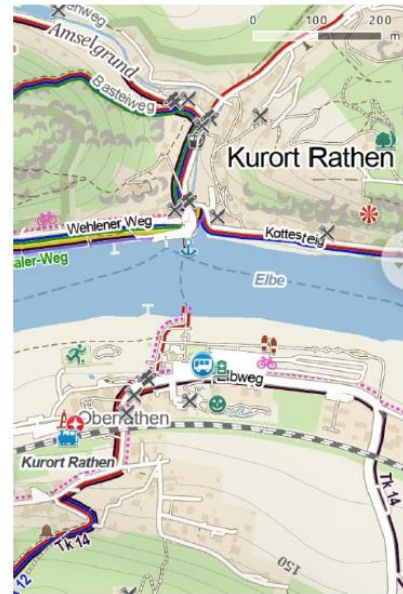 0 200
m
Amselgrund
Basteiweg
Kurort Rathen
Wehlener Weg
Kottesteig
aler-Weg
Elbe
Elbweg
Oberrathen
Kurort Rathen
Tk 14
Tk 14
150
12